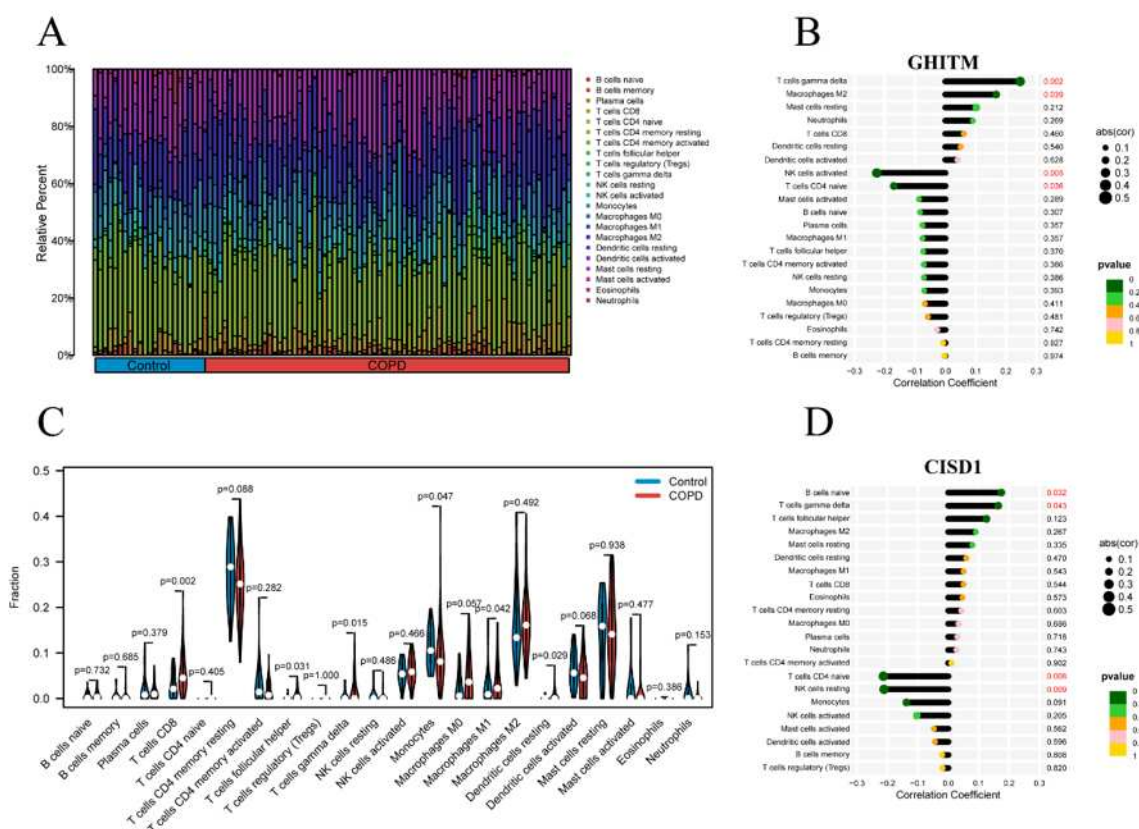 A
100%
80%
60%
40%
20%
0%
Relative Percent
Control
COPD
B cells naive
B cells memory
Plasma cells
T cells CD8
T cells CD4 naive
T cells CD4 memory resting
T cells CD4 memory activated
T cells follicular helper
T cells regulatory (Tregs)
T cells gamma delta
NK cells resting
NK cells activated
Monocytes
Macrophages M0
Macrophages M1
Macrophages M2
Dendritic cells resting
Dendritic cells activated
Mast cells resting
Mast cells activated
Eosinophils
Neutrophils
B
GHITM
T cells gamma delta 0.002
Macrophages M2 0.039
Mast cells resting 0.212
Neutrophils 0.269
T cells CD8 0.460
Dendritic cells resting 0.540
Dendritic cells activated 0.628
NK cells activated 0.005
T cells CD4 naive 0.036
Mast cells activated 0.289
B cells naive 0.307
Plasma cells 0.357
Macrophages M1 0.357
T cells follicular helper 0.370
T cells CD4 memory activated 0.386
NK cells resting 0.386
Monocytes 0.393
Macrophages M0 0.411
T cells regulatory (Tregs) 0.481
Eosinophils 0.742
T cells CD4 memory resting 0.927
B cells memory 0.974
−0.3 −0.2 −0.1 0.0 0.1 0.2 0.3
Correlation Coefficient
abs(cor)
0.1
0.2
0.3
0.4
0.5
pvalue
0
0.2
0.4
0.6
0.8
1
C
0.5
0.4
0.3
0.2
0.1
0.0
Fraction
Control
COPD
p=0.732
p=0.685
p=0.379
p=0.002
p=0.405
p=0.088
p=0.282
p=0.031
p=1.000
p=0.015
p=0.486
p=0.466
p=0.047
p=0.057
p=0.042
p=0.492
p=0.029
p=0.068
p=0.938
p=0.477
p=0.386
p=0.153
B cells naive
B cells memory
Plasma cells
T cells CD8
T cells CD4 naive
T cells CD4 memory resting
T cells CD4 memory activated
T cells follicular helper
T cells regulatory (Tregs)
T cells gamma delta
NK cells resting
NK cells activated
Monocytes
Macrophages M0
Macrophages M1
Macrophages M2
Dendritic cells resting
Dendritic cells activated
Mast cells resting
Mast cells activated
Eosinophils
Neutrophils
D
CISD1
B cells naive 0.032
T cells gamma delta 0.043
T cells follicular helper 0.123
Macrophages M2 0.267
Mast cells resting 0.335
Dendritic cells resting 0.470
Macrophages M1 0.543
T cells CD8 0.544
Eosinophils 0.573
T cells CD4 memory resting 0.603
Macrophages M0 0.686
Plasma cells 0.718
Neutrophils 0.743
T cells CD4 memory activated 0.902
T cells CD4 naive 0.008
NK cells resting 0.009
Monocytes 0.091
NK cells activated 0.205
Mast cells activated 0.562
Dendritic cells activated 0.596
B cells memory 0.808
T cells regulatory (Tregs) 0.820
−0.3 −0.2 −0.1 0.0 0.1 0.2 0.3
Correlation Coefficient
abs(cor)
0.1
0.2
0.3
0.4
0.5
pvalue